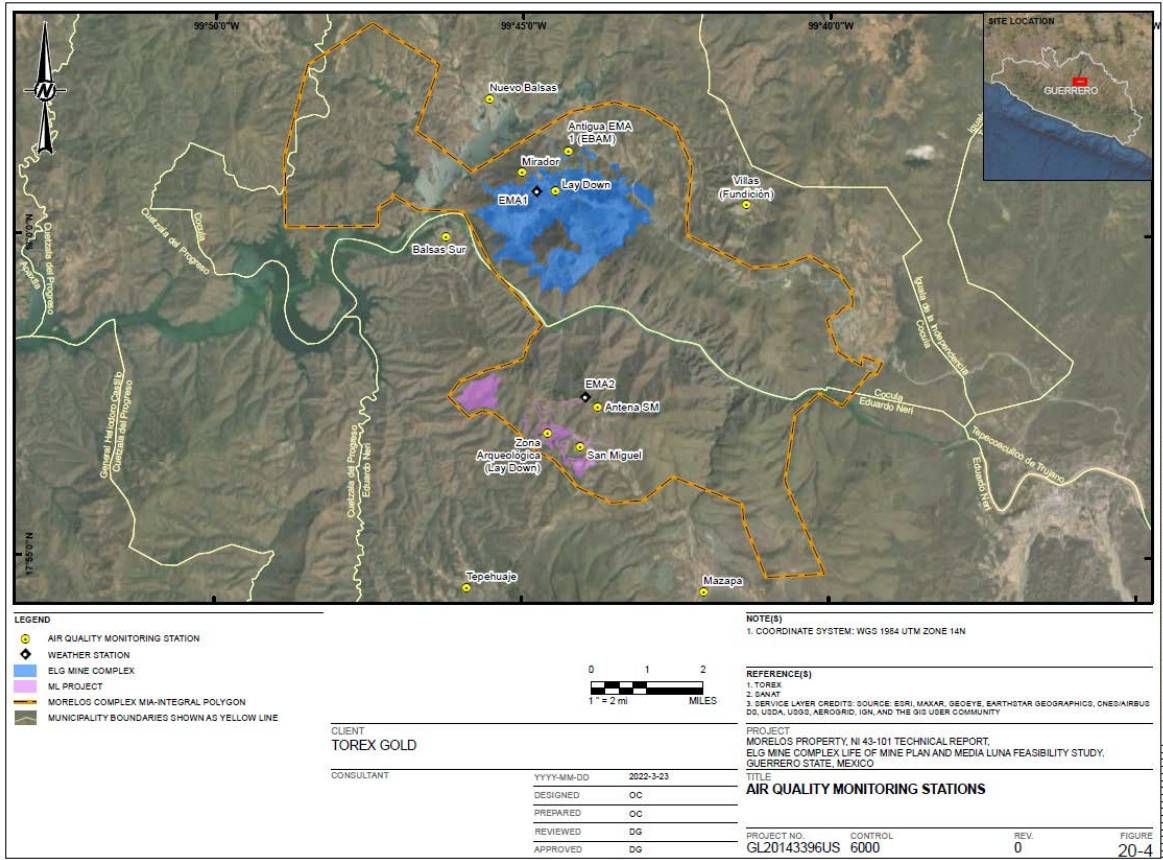 99°50'0"W
99°45'0"W
99°40'0"W
SITE LOCATION
GUERRERO
N
Nuevo Balsas
Antigua EMA
1 (EBAM)
Mirador
EMA1
Lay Down
Villas
(Fundición)
Balsas Sur
Cocula
Cuetzala del Progreso
Cuetzala del Progreso
Apaxtla
Iguala de la Independencia
Cocula
EMA2
Antena SM
Zona
Arqueologica
(Lay Down)
San Miguel
Cocula
Eduardo Neri
General Heliodoro Castillo
Cuetzala del Progreso
Cuetzala del Progreso
Eduardo Neri
Tepecoacuilco de Trujano
Eduardo Neri
17°55'0"N
Tepehuaje
Mazapa
LEGEND
AIR QUALITY MONITORING STATION
WEATHER STATION
ELG MINE COMPLEX
ML PROJECT
MORELOS COMPLEX MIA-INTEGRAL POLYGON
MUNICIPALITY BOUNDARIES SHOWN AS YELLOW LINE
0 1 2
1 " = 2 mi MILES
NOTE(S)
1. COORDINATE SYSTEM: WGS 1984 UTM ZONE 14N
REFERENCE(S)
1. TOREX
2. SANAT
3. SERVICE LAYER CREDITS: SOURCE: ESRI, MAXAR, GEOEYE, EARTHSTAR GEOGRAPHICS, CNES/AIRBUS
DS, USDA, USGS, AEROGRID, IGN, AND THE GIS USER COMMUNITY
CLIENT
TOREX GOLD
CONSULTANT
YYYY-MM-DD 2022-3-23
DESIGNED OC
PREPARED OC
REVIEWED DG
APPROVED DG
PROJECT
MORELOS PROPERTY, NI 43-101 TECHNICAL REPORT,
ELG MINE COMPLEX LIFE OF MINE PLAN AND MEDIA LUNA FEASIBILITY STUDY.
GUERRERO STATE, MEXICO
TITLE
AIR QUALITY MONITORING STATIONS
PROJECT NO. CONTROL REV. FIGURE
GL20143396US 6000 0 20-4